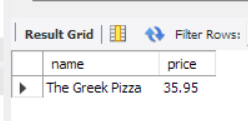 Result Grid Filter Rows:
name price
The Greek Pizza 35.95